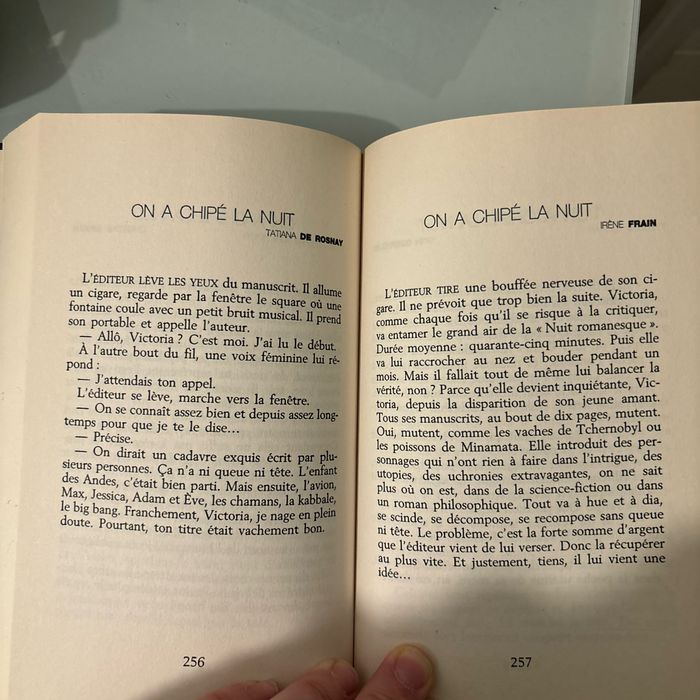 ON A CHIPÉ LA NUIT
TATIANA DE ROSNAY
L'ÉDITEUR LÈVE LES YEUX du manuscrit. Il allume
un cigare, regarde par la fenêtre le square où une
fontaine coule avec un petit bruit musical. Il prend
son portable et appelle l'auteur.
— Allô, Victoria ? C'est moi. J'ai lu le début.
À l'autre bout du fil, une voix féminine lui ré-
pond :
— J'attendais ton appel.
L'éditeur se lève, marche vers la fenêtre.
— On se connaît assez bien et depuis assez long-
temps pour que je te le dise...
— Précise.
— On dirait un cadavre exquis écrit par plu-
sieurs personnes. Ça n'a ni queue ni tête. L'enfant
des Andes, c'était bien parti. Mais ensuite, l'avion,
Max, Jessica, Adam et Ève, les chamans, la kabbale,
le big bang. Franchement, Victoria, je nage en plein
doute. Pourtant, ton titre était vachement bon.
256
ON A CHIPÉ LA NUIT
IRÈNE FRAIN
L'ÉDITEUR TIRE une bouffée nerveuse de son ci-
gare. Il ne prévoit que trop bien la suite. Victoria,
comme chaque fois qu'il se risque à la critiquer,
va entamer le grand air de la « Nuit romanesque ».
Durée moyenne : quarante-cinq minutes. Puis elle
va lui raccrocher au nez et bouder pendant un
mois. Mais il fallait tout de même lui balancer la
vérité, non ? Parce qu'elle devient inquiétante, Vic-
toria, depuis la disparition de son jeune amant.
Tous ses manuscrits, au bout de dix pages, mutent.
Oui, mutent, comme les vaches de Tchernobyl ou
les poissons de Minamata. Elle introduit des per-
sonnages qui n'ont rien à faire dans l'intrigue, des
utopies, des uchronies extravagantes, on ne sait
plus où on est, dans de la science-fiction ou dans
un roman philosophique. Tout va à hue et à dia,
se scinde, se décompose, se recompose sans queue
ni tête. Le problème, c'est la forte somme d'argent
que l'éditeur vient de lui verser. Donc la récupérer
au plus vite. Et justement, tiens, il lui vient une
idée...
257